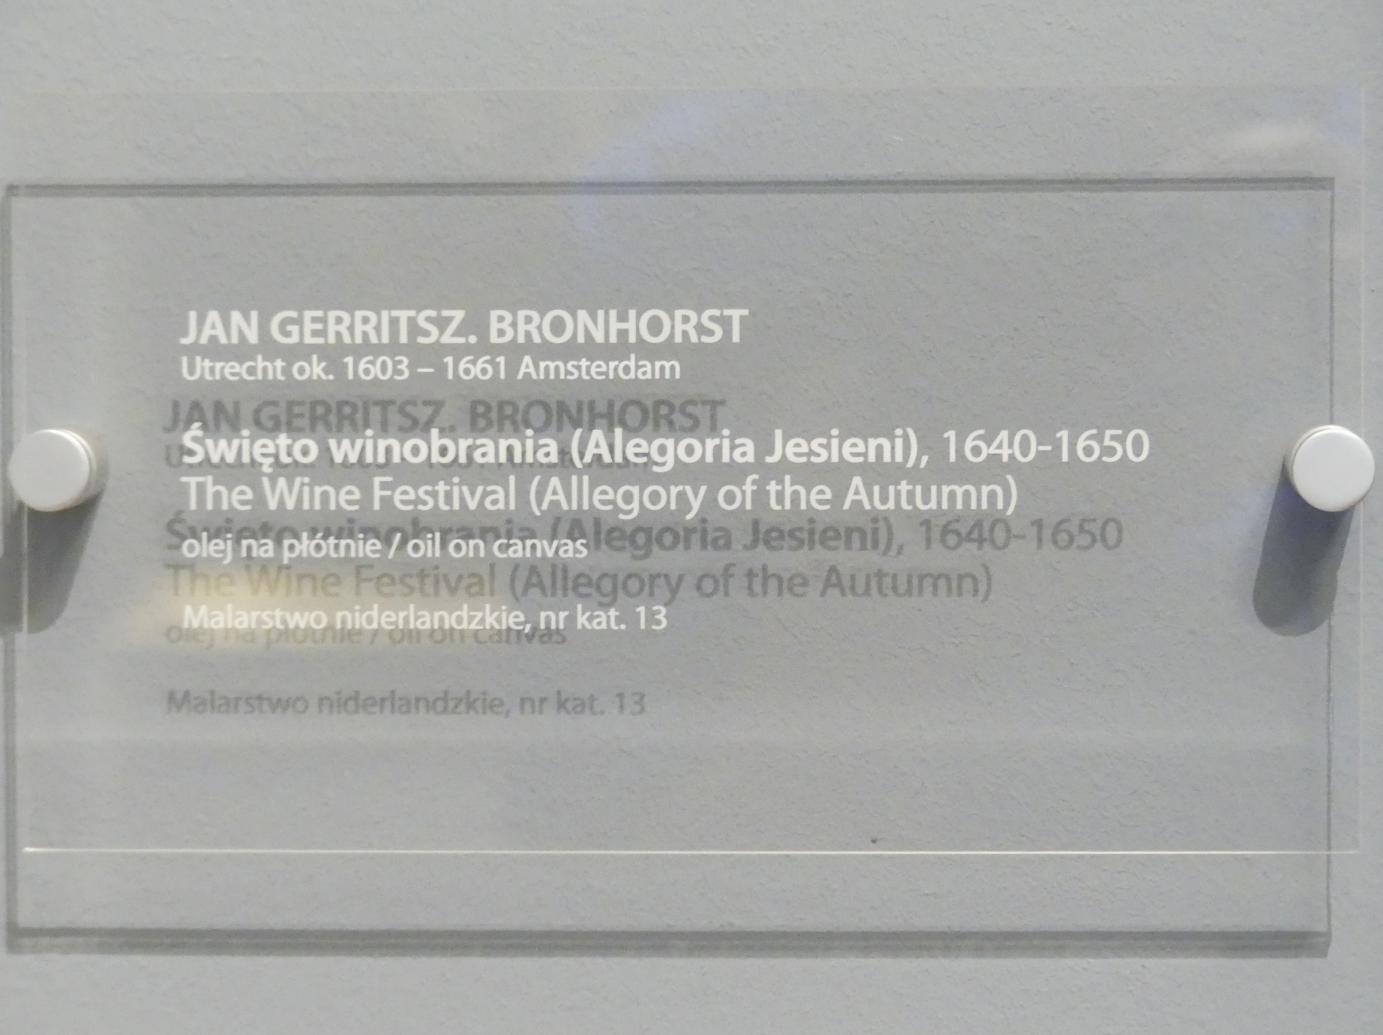 JAN GERRITSZ. BRONHORST
Utrecht ok. 1603 – 1661 Amsterdam
Święto winobrania (Alegoria Jesieni), 1640-1650
The Wine Festival (Allegory of the Autumn)
olej na płótnie / oil on canvas
Malarstwo niderlandzkie, nr kat. 13